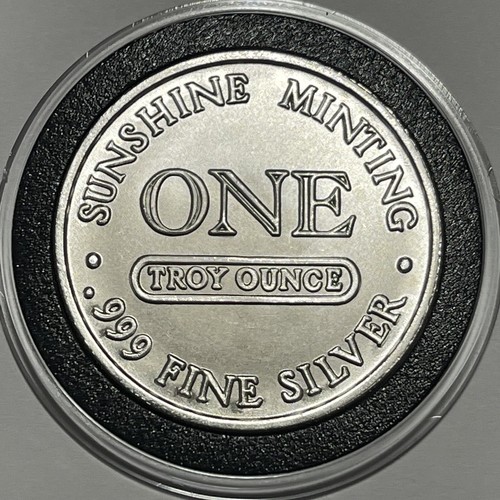 SUNSHINE MINTING
ONE
TROY OUNCE
.999 FINE SILVER